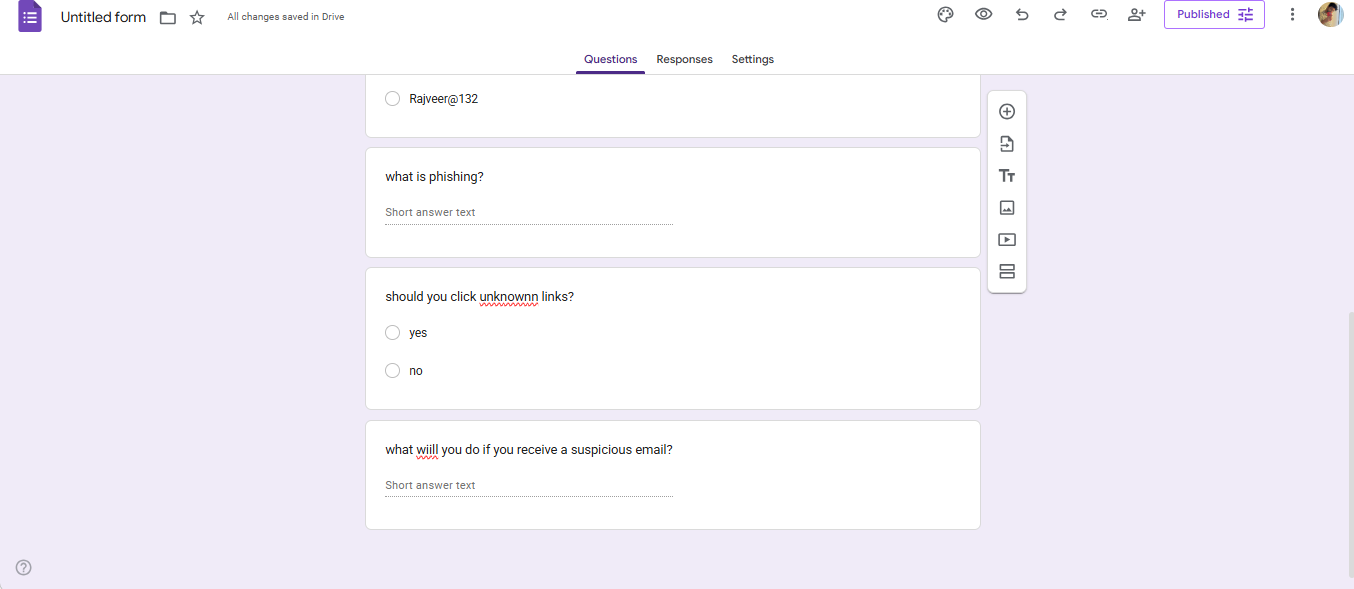 Untitled form
All changes saved in Drive
Published
Questions Responses Settings
Rajveer@132
what is phishing?
Short answer text
should you click unknownn links?
yes
no
what wiill you do if you receive a suspicious email?
Short answer text